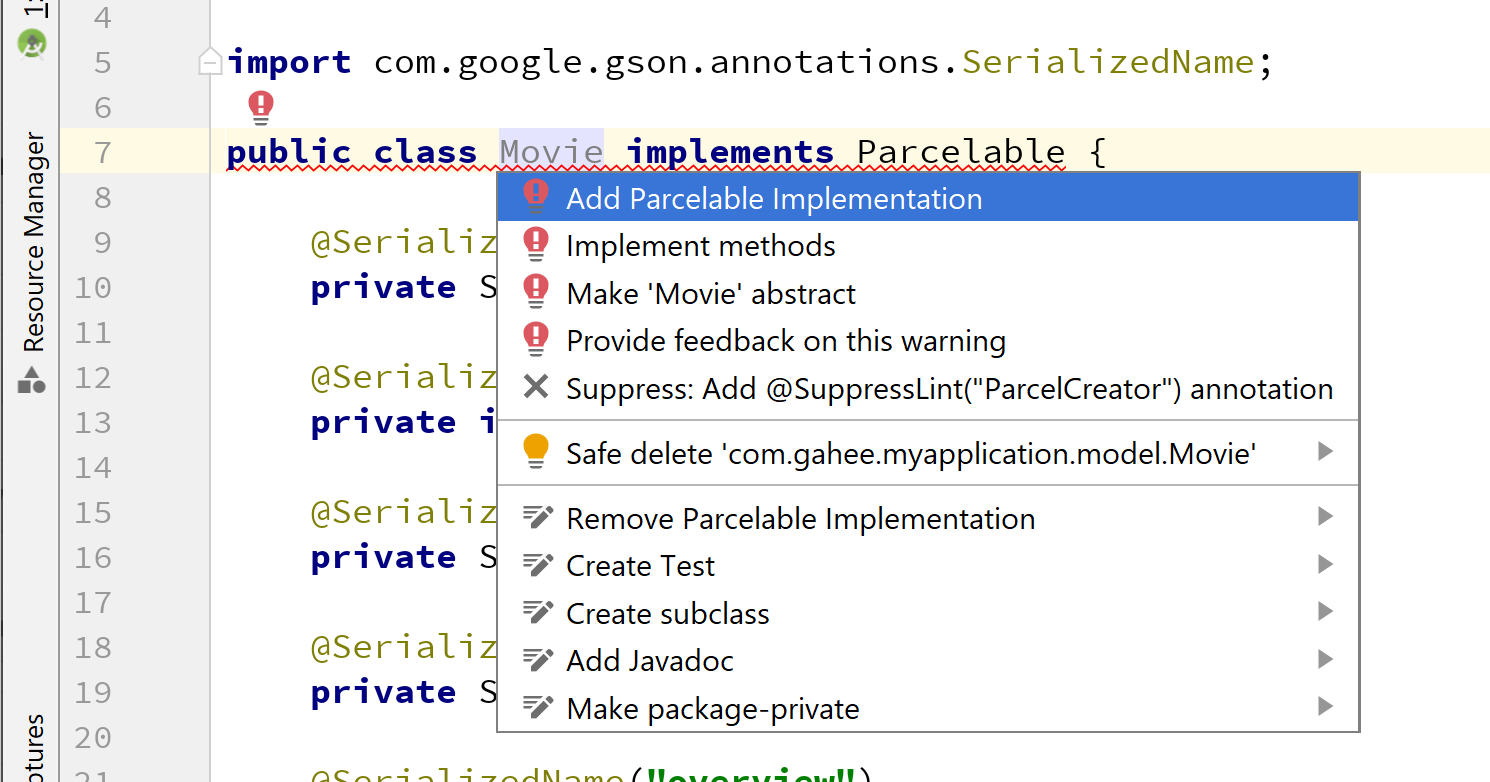 4
5 import com.google.gson.annotations.SerializedName;
6
7 public class Movie implements Parcelable {
8
9 @Serializ
10 private S
11
12 @Serializ
13 private i
14
15 @Serializ
16 private S
17
18 @Serializ
19 private S
20
21 @SerializedName("overview")
Add Parcelable Implementation
Implement methods
Make 'Movie' abstract
Provide feedback on this warning
Suppress: Add @SuppressLint("ParcelCreator") annotation
Safe delete 'com.gahee.myapplication.model.Movie'
Remove Parcelable Implementation
Create Test
Create subclass
Add Javadoc
Make package-private
1:
Resource Manager
ptures